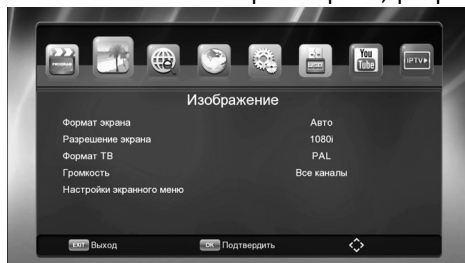 PROGRAM
USB
You
Tube
IPTV
Изображение
Формат экрана Авто
Разрешение экрана 1080i
Формат ТВ PAL
Громкость Все каналы
Настройки экранного меню
EXIT Выход OK Подтвердить